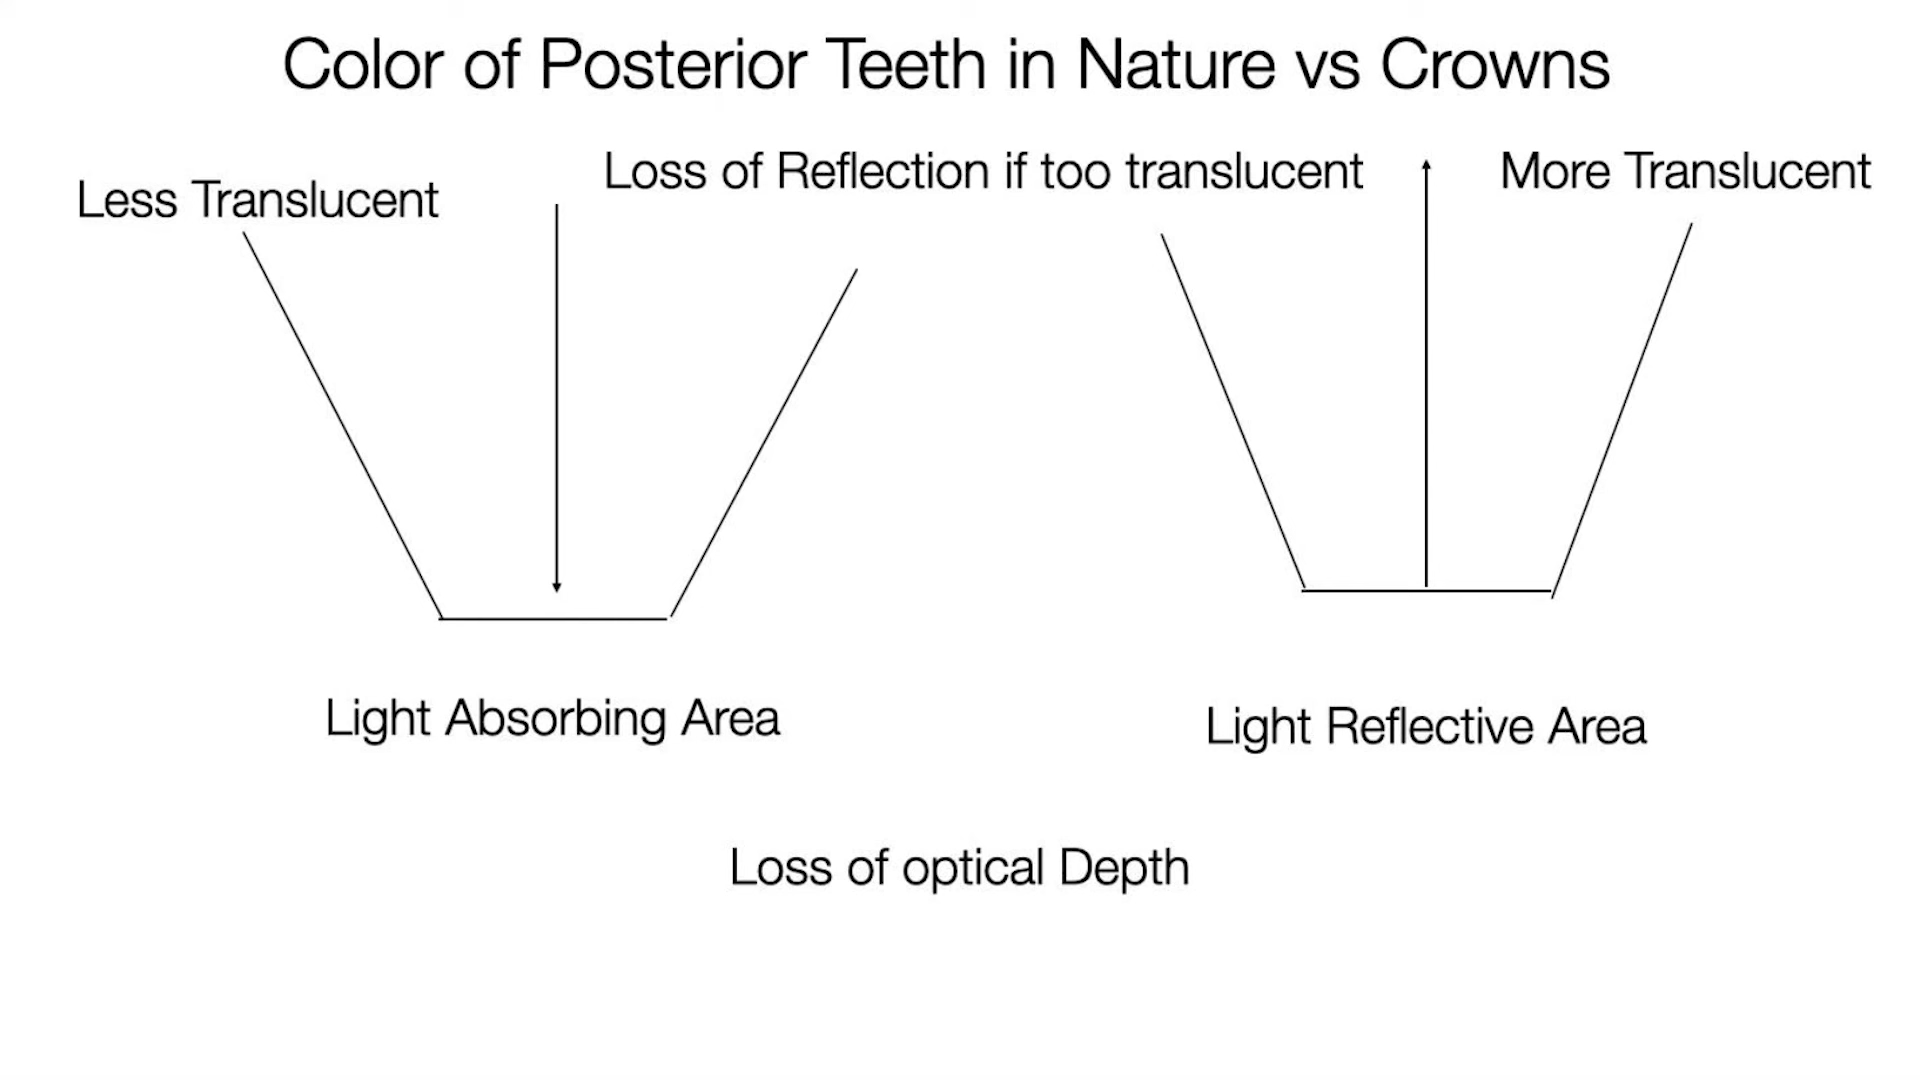 Color of Posterior Teeth in Nature vs Crowns
Less Translucent
Loss of Reflection if too translucent
More Translucent
Light Absorbing Area
Light Reflective Area
Loss of optical Depth